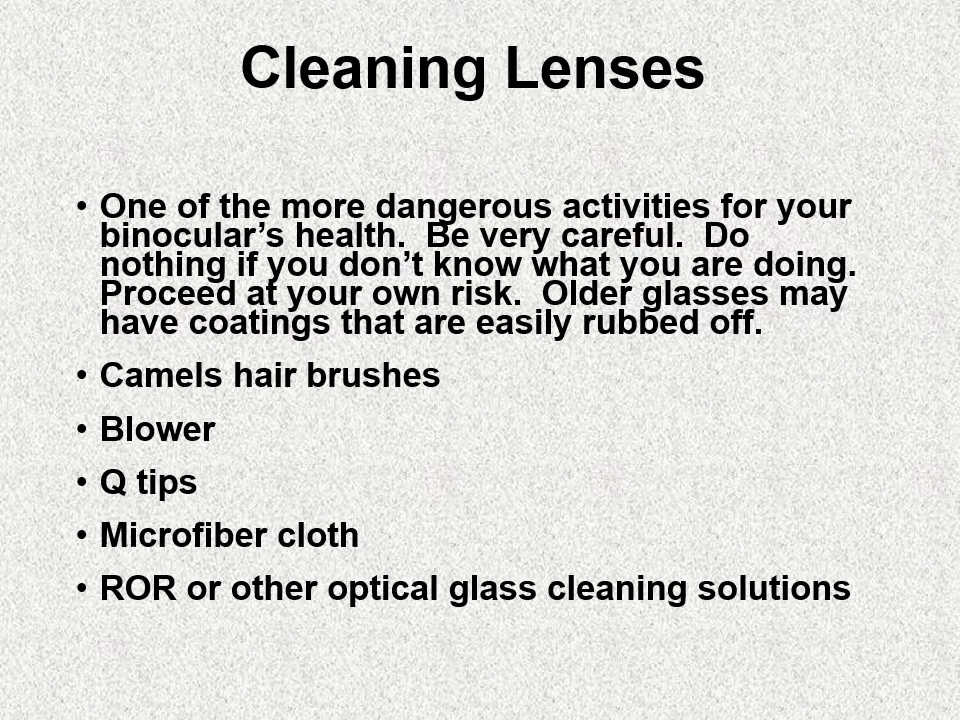 Cleaning Lenses
• One of the more dangerous activities for your
binocular’s health.  Be very careful.  Do
nothing if you don’t know what you are doing.
Proceed at your own risk.  Older glasses may
have coatings that are easily rubbed off.
• Camels hair brushes
• Blower
• Q tips
• Microfiber cloth
• ROR or other optical glass cleaning solutions